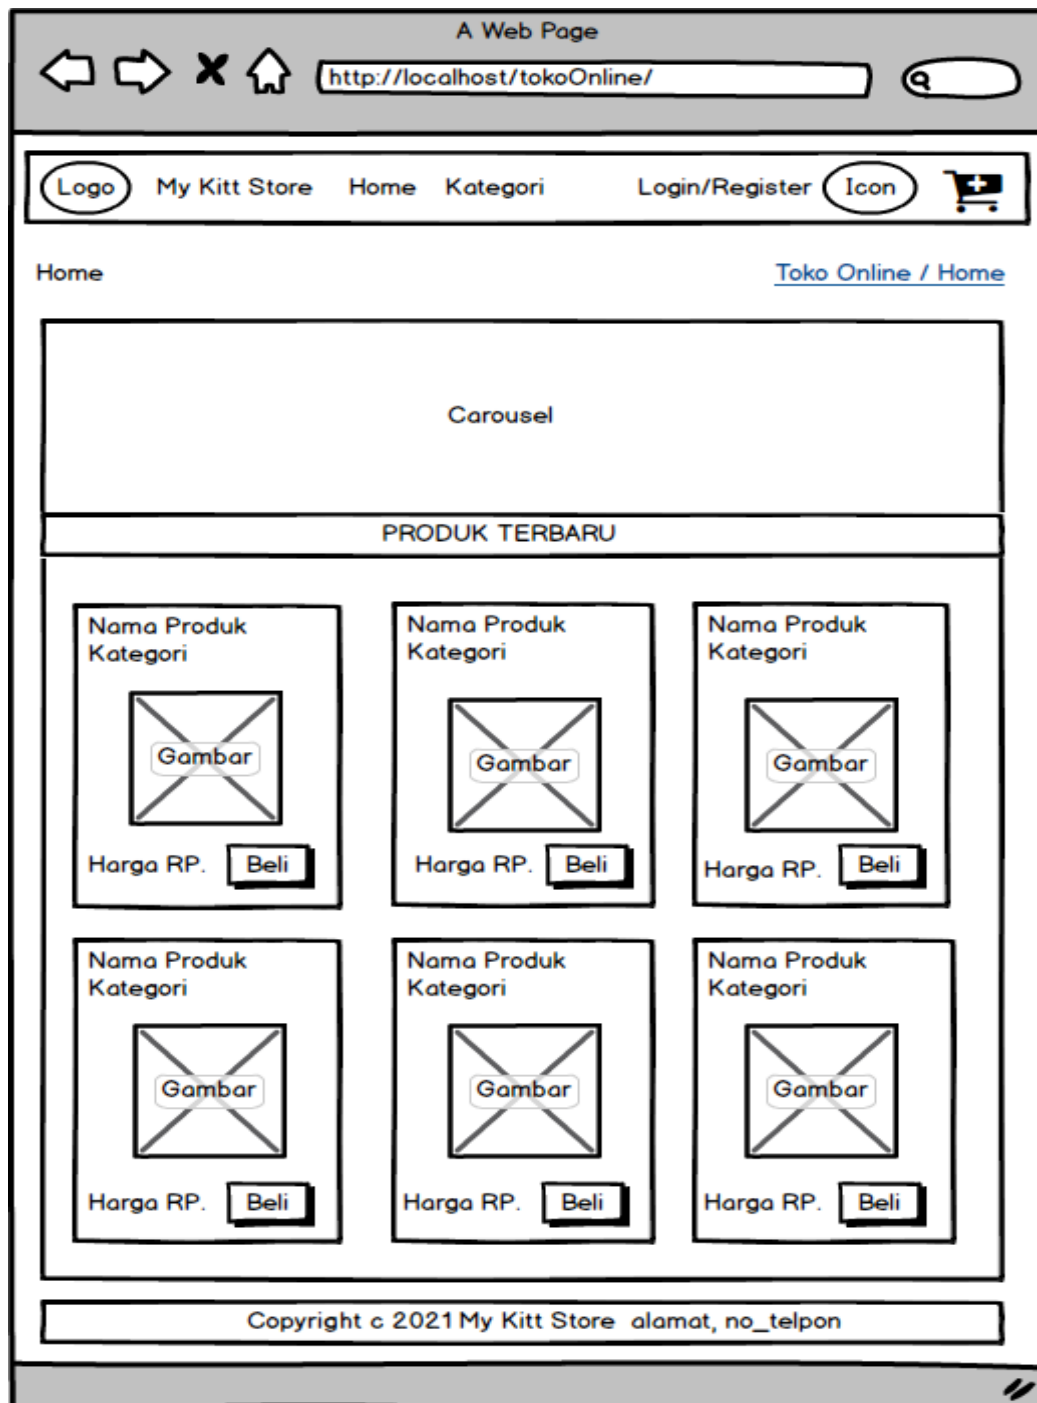 A Web Page
http://localhost/tokoOnline/
Logo My Kitt Store Home Kategori Login/Register Icon
Home Toko Online / Home
Carousel
PRODUK TERBARU
Nama Produk
Kategori
Gambar
Harga RP. Beli
Nama Produk
Kategori
Gambar
Harga RP. Beli
Nama Produk
Kategori
Gambar
Harga RP. Beli
Nama Produk
Kategori
Gambar
Harga RP. Beli
Nama Produk
Kategori
Gambar
Harga RP. Beli
Nama Produk
Kategori
Gambar
Harga RP. Beli
Copyright c 2021 My Kitt Store alamat, no_telpon